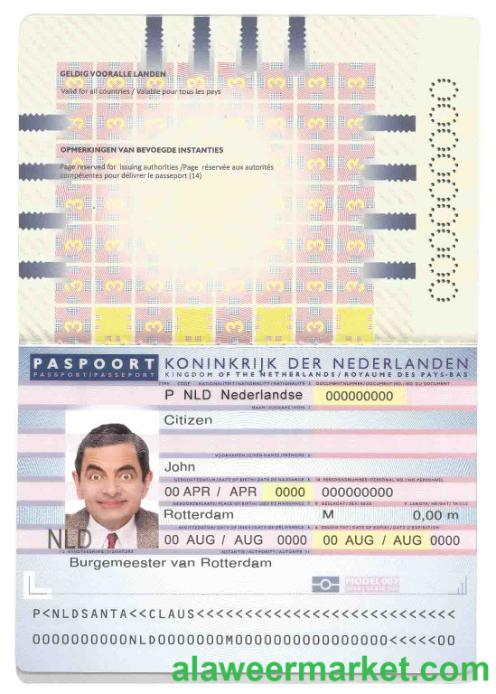 GELDIG VOORALLE LANDEN
Valid for all countries / Valable pour tous les pays
OPMERKINGEN VAN BEVOEGDE INSTANTIES
Page reserved for issuing authorities /Page réservée aux autorités
compétentes pour délivrer le passeport (14)
PASPOORT KONINKRIJK DER NEDERLANDEN
PASSPORT/PASSEPORT KINGDOM OF THE NETHERLANDS/ROYAUME DES PAYS-BAS
P NLD Nederlandse 000000000
Citizen
John
00 APR / APR 0000 000000000
Rotterdam M 0,00 m
NLD 00 AUG / AUG 0000 00 AUG / AUG 0000
Burgemeester van Rotterdam
MODEL 007
P<NLDSANTA<<CLAUS<<<<<<<<<<<<<<<<<<<<<<<<<<<
0000000000NLD0000000M0000000000000000<<<<<00
alaweermarket.com